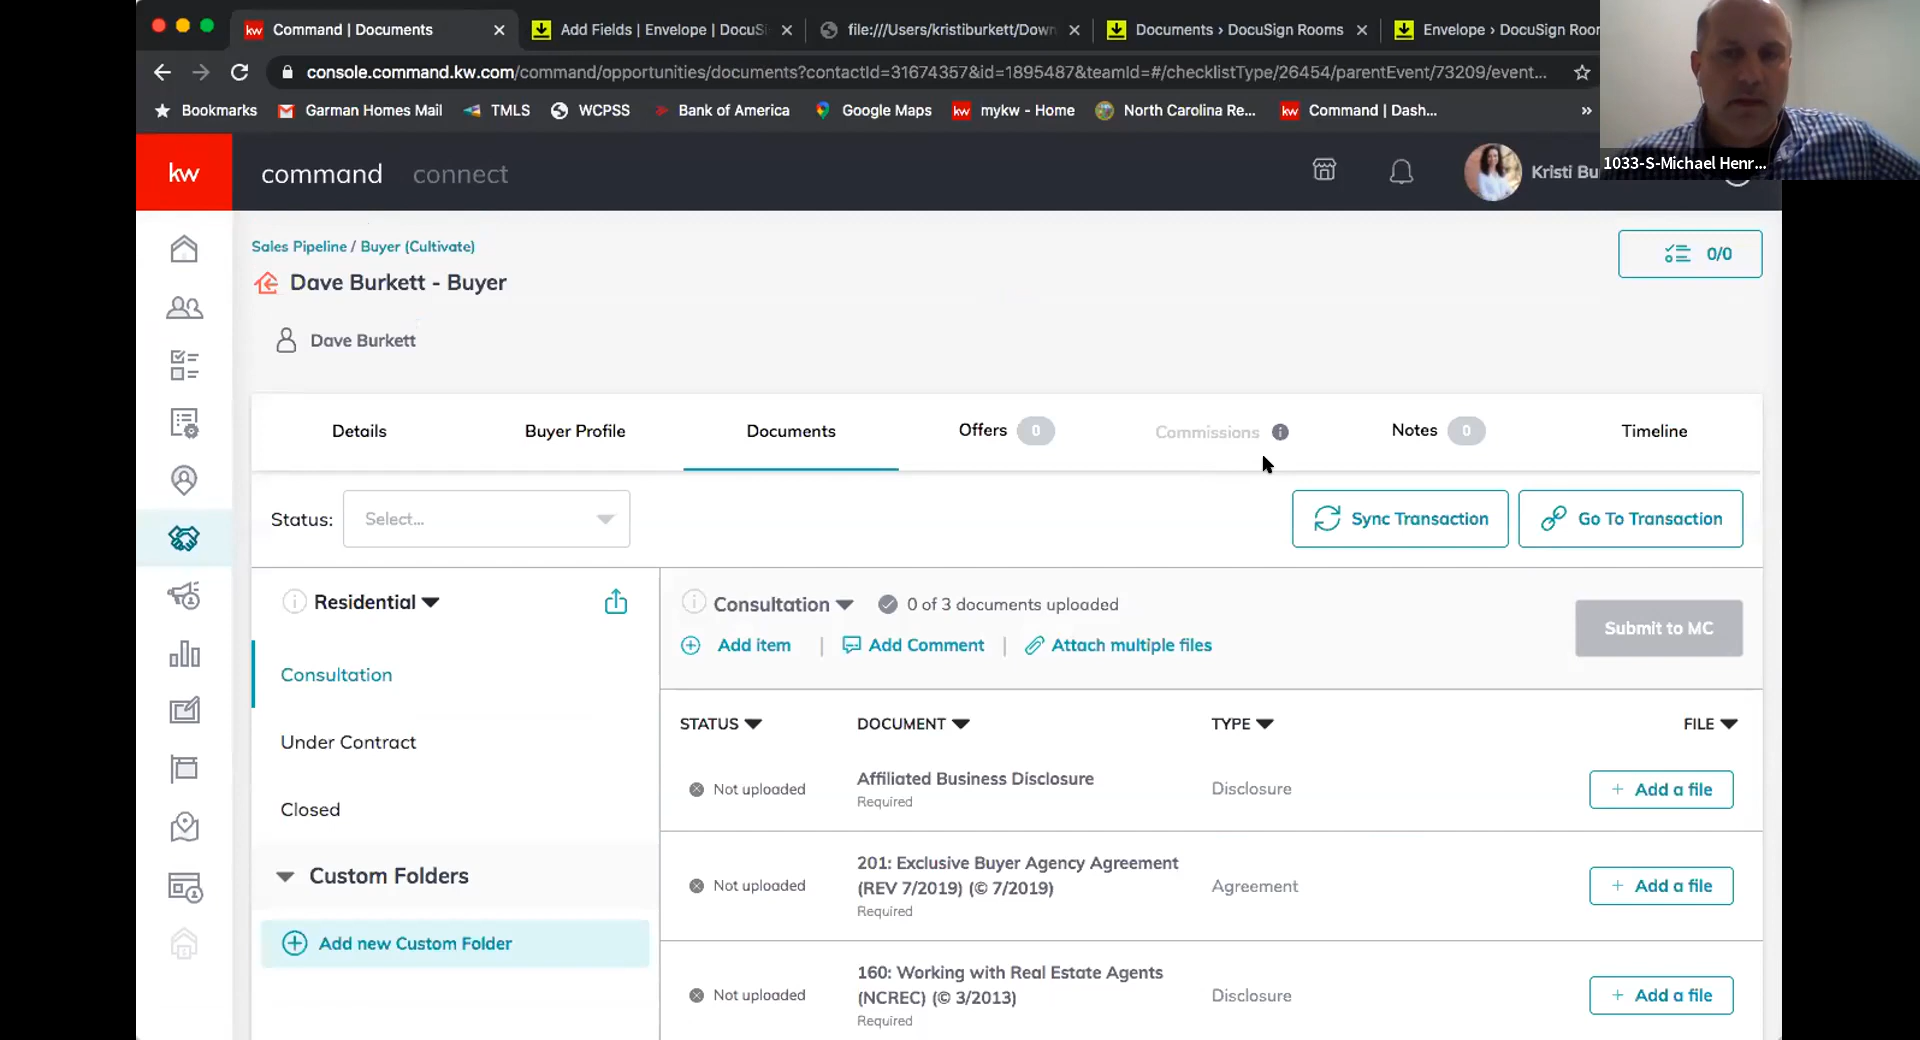 Command | Documents
Add Fields | Envelope | DocuSi
file:///Users/kristiburkett/Down
Documents › DocuSign Rooms
Envelope › DocuSign Roor
console.command.kw.com/command/opportunities/documents?contactId=31674357&id=1895487&teamId=#/checklistType/26454/parentEvent/73209/event...
Bookmarks
Garman Homes Mail
TMLS
WCPSS
Bank of America
Google Maps
kw mykw - Home
North Carolina Re...
kw Command | Dash...
»
1033-S-Michael Henr...
kw
command connect
Kristi Bu
Sales Pipeline / Buyer (Cultivate)
0/0
Dave Burkett - Buyer
Dave Burkett
Details
Buyer Profile
Documents
Offers 0
Commissions
Notes 0
Timeline
Status: Select...
Sync Transaction
Go To Transaction
Residential
Consultation
Under Contract
Closed
Custom Folders
Add new Custom Folder
Consultation
0 of 3 documents uploaded
Add item | Add Comment | Attach multiple files
Submit to MC
STATUS DOCUMENT TYPE FILE
Not uploaded
Affiliated Business Disclosure
Required
Disclosure
+ Add a file
Not uploaded
201: Exclusive Buyer Agency Agreement
(REV 7/2019) (© 7/2019)
Required
Agreement
+ Add a file
Not uploaded
160: Working with Real Estate Agents
(NCREC) (© 3/2013)
Required
Disclosure
+ Add a file